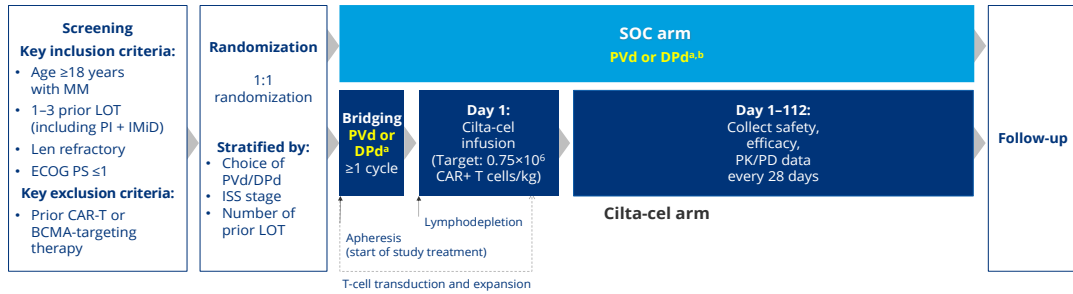 Screening
Key inclusion criteria:
• Age ≥18 years
with MM
• 1–3 prior LOT
(including PI + IMiD)
• Len refractory
• ECOG PS ≤1
Key exclusion criteria:
• Prior CAR-T or
BCMA-targeting
therapy
Randomization
1:1
randomization
Stratified by:
• Choice of
PVd/DPd
• ISS stage
• Number of
prior LOT
SOC arm
PVd or DPdᵃ,ᵇ
Bridging
PVd or
DPdᵃ
≥1 cycle
Day 1:
Cilta-cel
infusion
(Target: 0.75×10⁶
CAR+ T cells/kg)
Day 1–112:
Collect safety,
efficacy,
PK/PD data
every 28 days
Cilta-cel arm
Lymphodepletion
Apheresis
(start of study treatment)
T-cell transduction and expansion
Follow-up